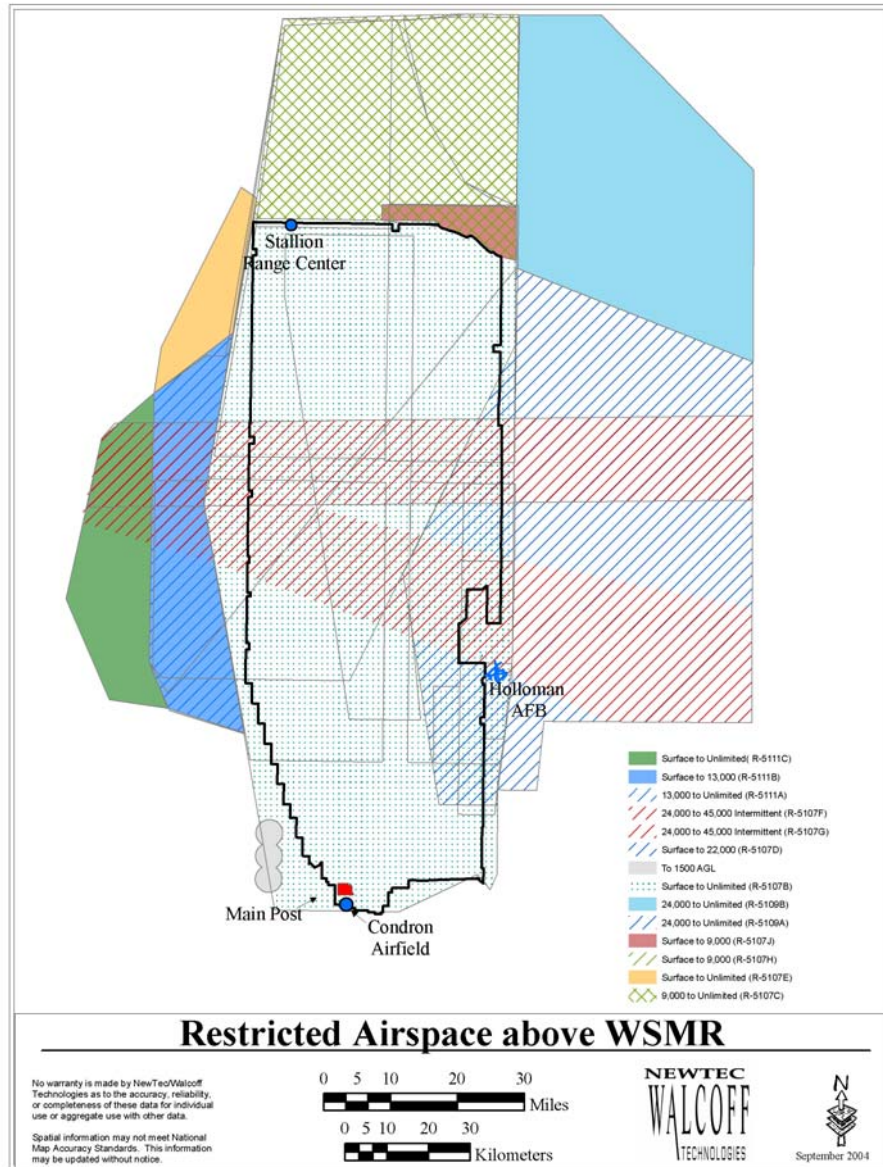 Stallion
Range Center
Holloman
AFB
Main Post
Condron
Airfield
Surface to Unlimited( R-5111C)
Surface to 13,000 (R-5111B)
13,000 to Unlimited (R-5111A)
24,000 to 45,000 Intermittent (R-5107F)
24,000 to 45,000 Intermittent (R-5107G)
Surface to 22,000 (R-5107D)
To 1500 AGL
Surface to Unlimited (R-5107B)
24,000 to Unlimited (R-5109B)
24,000 to Unlimited (R-5109A)
Surface to 9,000 (R-5107J)
Surface to 9,000 (R-5107H)
Surface to Unlimited (R-5107E)
9,000 to Unlimited (R-5107C)
Restricted Airspace above WSMR
No warranty is made by NewTec/Walcoff
Technologies as to the accuracy, reliability,
or completeness of these data for individual
use or aggregate use with other data.
Spatial information may not meet National
Map Accuracy Standards. This information
may be updated without notice.
0 5 10 20 30
Miles
0 5 10 20 30 40
Kilometers
NEWTEC
WALCOFF
TECHNOLOGIES
N
September 2004